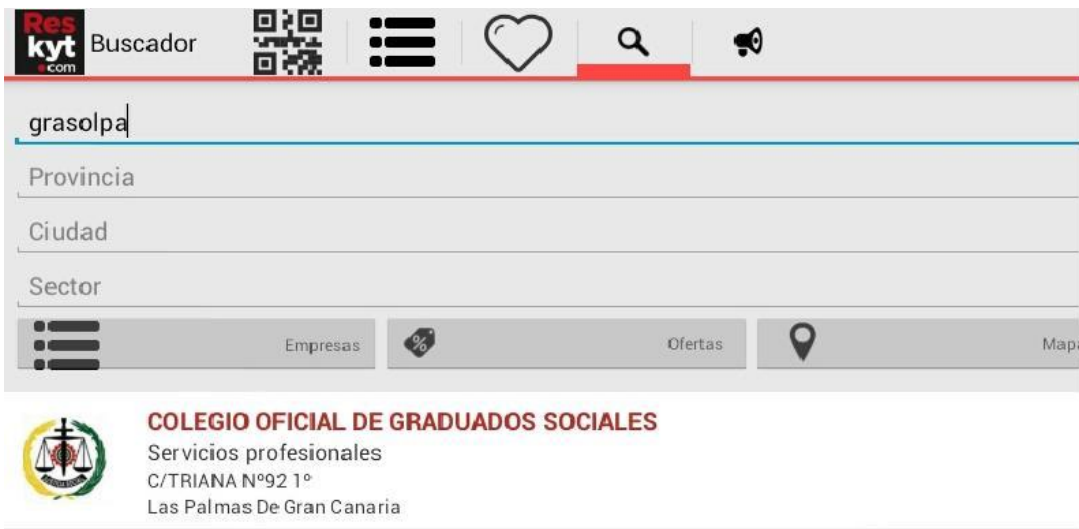 Res
kyt
.com
Buscador
grasolpa
Provincia
Ciudad
Sector
Empresas
Ofertas
Mapa
COLEGIO OFICIAL DE GRADUADOS SOCIALES
Servicios profesionales
C/TRIANA Nº92 1º
Las Palmas De Gran Canaria